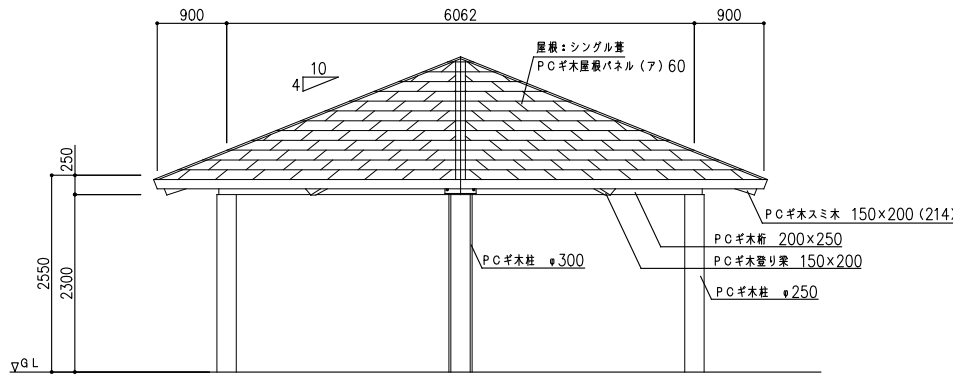 900
6062
900
屋根：シングル葺
PCギ木屋根パネル（ア）60
10
4
250
PCギ木スミ木 150×200（214）
PCギ木桁 200×250
PCギ木柱 φ300
PCギ木登り梁 150×200
2550
2300
PCギ木柱 φ250
▽GL